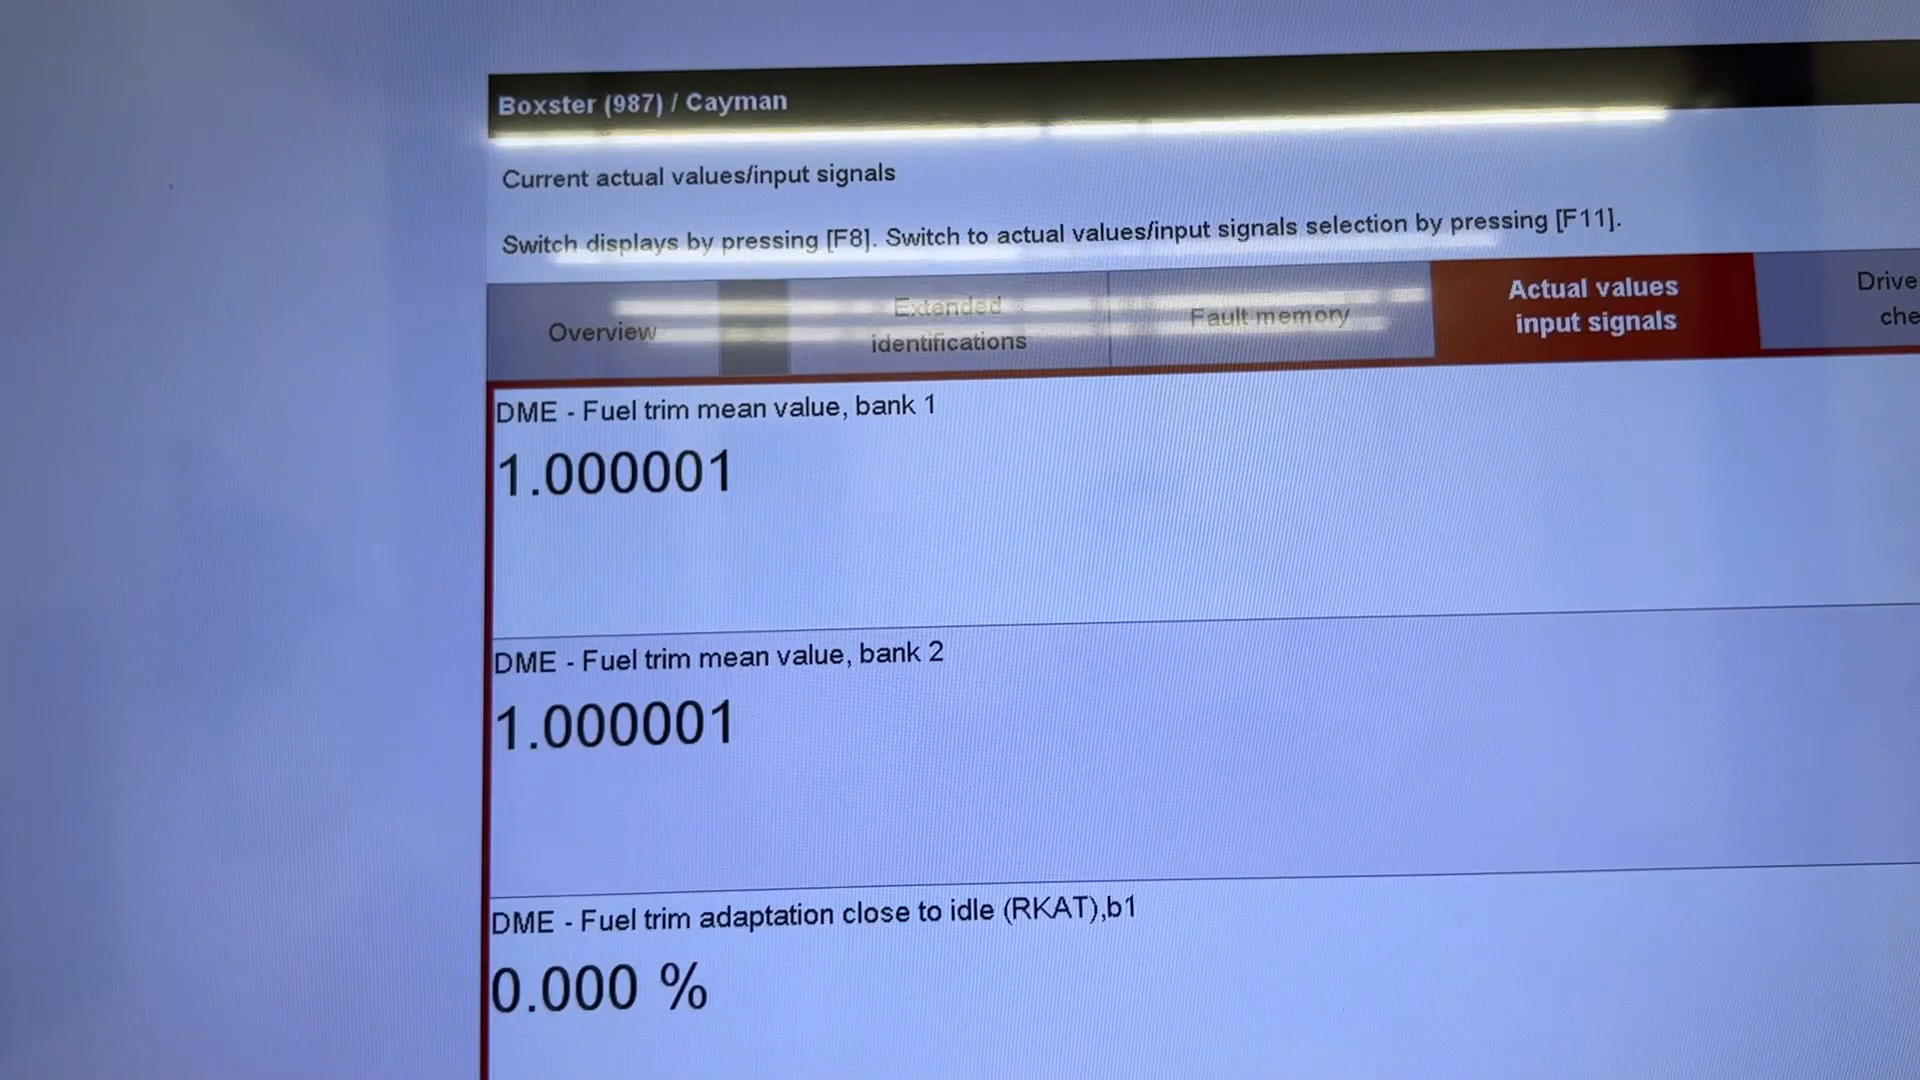 Boxster (987) / Cayman
Current actual values/input signals
Switch displays by pressing [F8]. Switch to actual values/input signals selection by pressing [F11].
Overview
Extended
identifications
Fault memory
Actual values
input signals
Drive
che
DME - Fuel trim mean value, bank 1
1.000001
DME - Fuel trim mean value, bank 2
1.000001
DME - Fuel trim adaptation close to idle (RKAT),b1
0.000 %